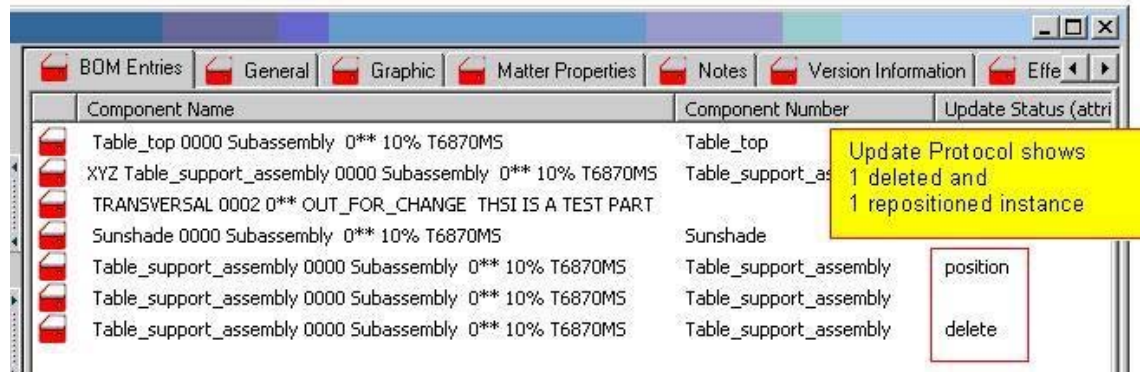 BOM Entries General Graphic Matter Properties Notes Version Information Effe
Component Name Component Number Update Status (attri
Table_top 0000 Subassembly 0** 10% T6870MS Table_top
XYZ Table_support_assembly 0000 Subassembly 0** 10% T6870MS Table_support_as
TRANSVERSAL 0002 0** OUT_FOR_CHANGE THSI IS A TEST PART
Sunshade 0000 Subassembly 0** 10% T6870MS Sunshade
Update Protocol shows
1 deleted and
1 repositioned instance
Table_support_assembly 0000 Subassembly 0** 10% T6870MS Table_support_assembly position
Table_support_assembly 0000 Subassembly 0** 10% T6870MS Table_support_assembly
Table_support_assembly 0000 Subassembly 0** 10% T6870MS Table_support_assembly delete